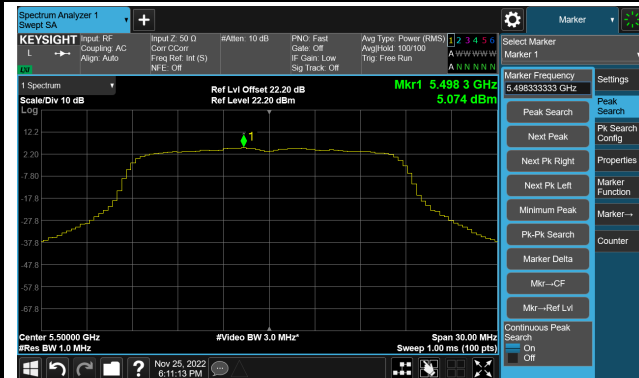 Spectrum Analyzer 1
Swept SA
+
Marker
KEYSIGHT
L
Input: RF
Coupling: AC
Align: Auto
Input Z: 50 Ω
Corr CCorr
Freq Ref: Int (S)
NFE: Off
#Atten: 10 dB
PNO: Fast
Gate: Off
IF Gain: Low
Sig Track: Off
Avg Type: Power (RMS)
Avg|Hold: 100/100
Trig: Free Run
1 2 3 4 5 6
A W W W W W
A N N N N N
Select Marker
Marker 1
1 Spectrum
Scale/Div 10 dB
Log
Ref Lvl Offset 22.20 dB
Ref Level 22.20 dBm
Mkr1 5.498 3 GHz
5.074 dBm
1
12.2
2.20
-7.80
-17.8
-27.8
-37.8
-47.8
-57.8
-67.8
Center 5.50000 GHz
#Res BW 1.0 MHz
#Video BW 3.0 MHz*
Span 30.00 MHz
Sweep 1.00 ms (100 pts)
Marker Frequency
5.498333333 GHz
Peak Search
Next Peak
Next Pk Right
Next Pk Left
Minimum Peak
Pk-Pk Search
Marker Delta
Mkr→CF
Mkr→Ref Lvl
Continuous Peak
Search
On
Off
Settings
Peak
Search
Pk Search
Config
Properties
Marker
Function
Marker→
Counter
?
Nov 25, 2022
6:11:13 PM